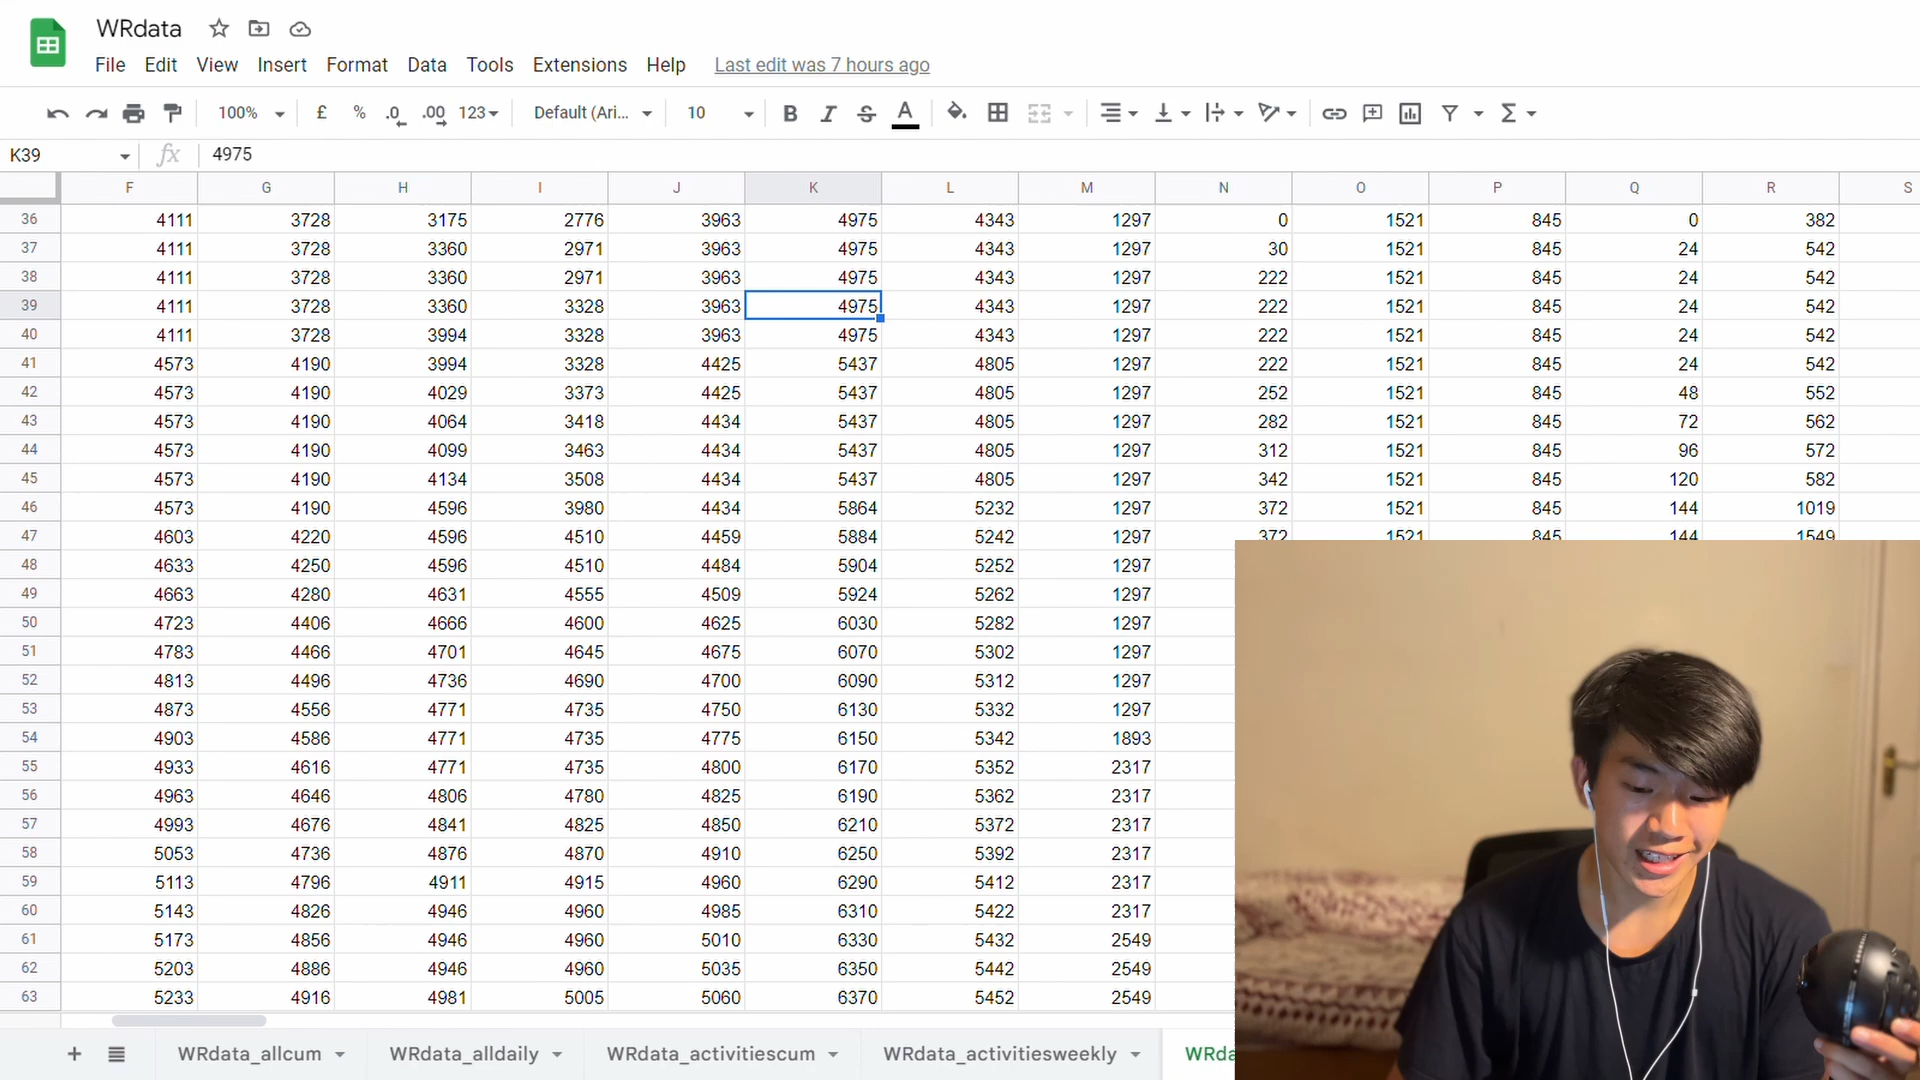 WRdata
File Edit View Insert Format Data Tools Extensions Help Last edit was 7 hours ago
100% £ % .0 .00 123 Default (Ari... 10 B I S A Σ
K39 fx 4975
F G H I J K L M N O P Q R S
36 4111 3728 3175 2776 3963 4975 4343 1297 0 1521 845 0 382
37 4111 3728 3360 2971 3963 4975 4343 1297 30 1521 845 24 542
38 4111 3728 3360 2971 3963 4975 4343 1297 222 1521 845 24 542
39 4111 3728 3360 3328 3963 4975 4343 1297 222 1521 845 24 542
40 4111 3728 3994 3328 3963 4975 4343 1297 222 1521 845 24 542
41 4573 4190 3994 3328 4425 5437 4805 1297 222 1521 845 24 542
42 4573 4190 4029 3373 4425 5437 4805 1297 252 1521 845 48 552
43 4573 4190 4064 3418 4434 5437 4805 1297 282 1521 845 72 562
44 4573 4190 4099 3463 4434 5437 4805 1297 312 1521 845 96 572
45 4573 4190 4134 3508 4434 5437 4805 1297 342 1521 845 120 582
46 4573 4190 4596 3980 4434 5864 5232 1297 372 1521 845 144 1019
47 4603 4220 4596 4510 4459 5884 5242 1297 372 1521 845 144 1549
48 4633 4250 4596 4510 4484 5904 5252 1297
49 4663 4280 4631 4555 4509 5924 5262 1297
50 4723 4406 4666 4600 4625 6030 5282 1297
51 4783 4466 4701 4645 4675 6070 5302 1297
52 4813 4496 4736 4690 4700 6090 5312 1297
53 4873 4556 4771 4735 4750 6130 5332 1297
54 4903 4586 4771 4735 4775 6150 5342 1893
55 4933 4616 4771 4735 4800 6170 5352 2317
56 4963 4646 4806 4780 4825 6190 5362 2317
57 4993 4676 4841 4825 4850 6210 5372 2317
58 5053 4736 4876 4870 4910 6250 5392 2317
59 5113 4796 4911 4915 4960 6290 5412 2317
60 5143 4826 4946 4960 4985 6310 5422 2317
61 5173 4856 4946 4960 5010 6330 5432 2549
62 5203 4886 4946 4960 5035 6350 5442 2549
63 5233 4916 4981 5005 5060 6370 5452 2549
WRdata_allcum WRdata_alldaily WRdata_activitiescum WRdata_activitiesweekly